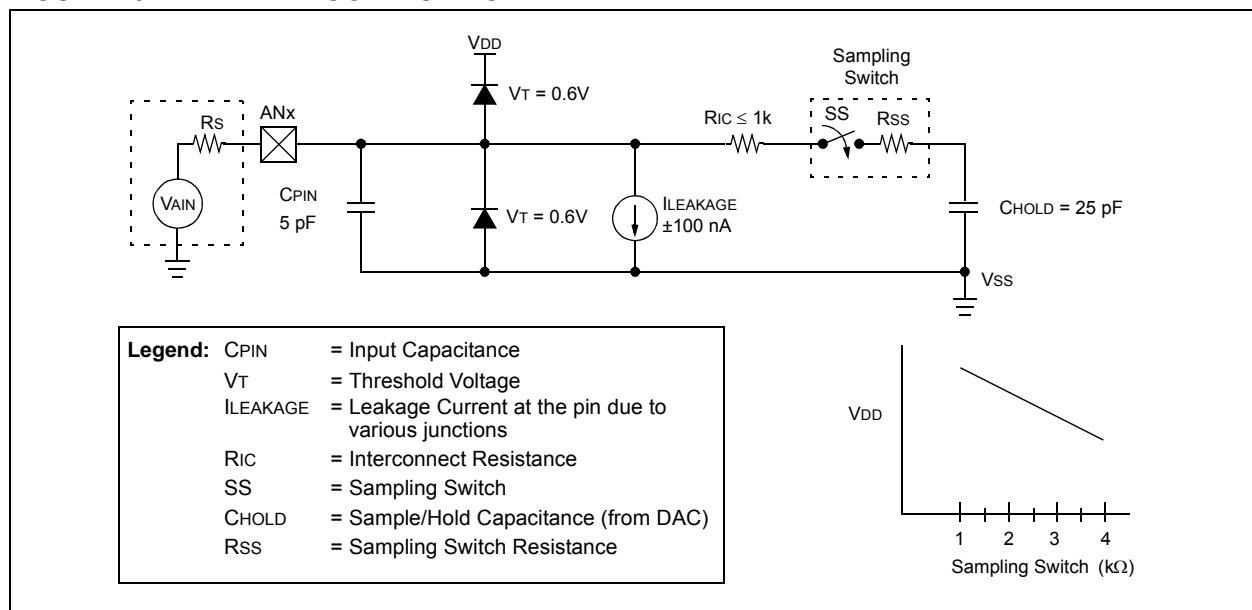 VDD
Sampling
Switch
VT = 0.6V
RS
ANx
RIC ≤ 1k
SS
RSS
VAIN
CPIN
5 pF
VT = 0.6V
ILEAKAGE
±100 nA
CHOLD = 25 pF
VSS
Legend: CPIN = Input Capacitance
VT = Threshold Voltage
ILEAKAGE = Leakage Current at the pin due to
various junctions
RIC = Interconnect Resistance
SS = Sampling Switch
CHOLD = Sample/Hold Capacitance (from DAC)
RSS = Sampling Switch Resistance
VDD
1 2 3 4
Sampling Switch (kΩ)